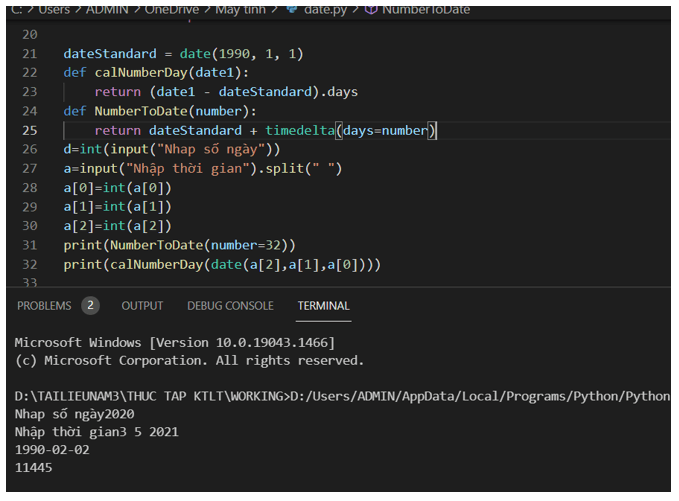 C: > Users > ADMIN > OneDrive > Máy tính > date.py > NumberToDate
20
21 dateStandard = date(1990, 1, 1)
22 def calNumberDay(date1):
23 return (date1 - dateStandard).days
24 def NumberToDate(number):
25 return dateStandard + timedelta(days=number)
26 d=int(input("Nhap số ngày"))
27 a=input("Nhập thời gian").split(" ")
28 a[0]=int(a[0])
29 a[1]=int(a[1])
30 a[2]=int(a[2])
31 print(NumberToDate(number=32))
32 print(calNumberDay(date(a[2],a[1],a[0])))
33
PROBLEMS 2 OUTPUT DEBUG CONSOLE TERMINAL
Microsoft Windows [Version 10.0.19043.1466]
(c) Microsoft Corporation. All rights reserved.
D:\TAILIEUNAM3\THUC TAP KTLT\WORKING>D:/Users/ADMIN/AppData/Local/Programs/Python/Python
Nhap số ngày2020
Nhập thời gian3 5 2021
1990-02-02
11445